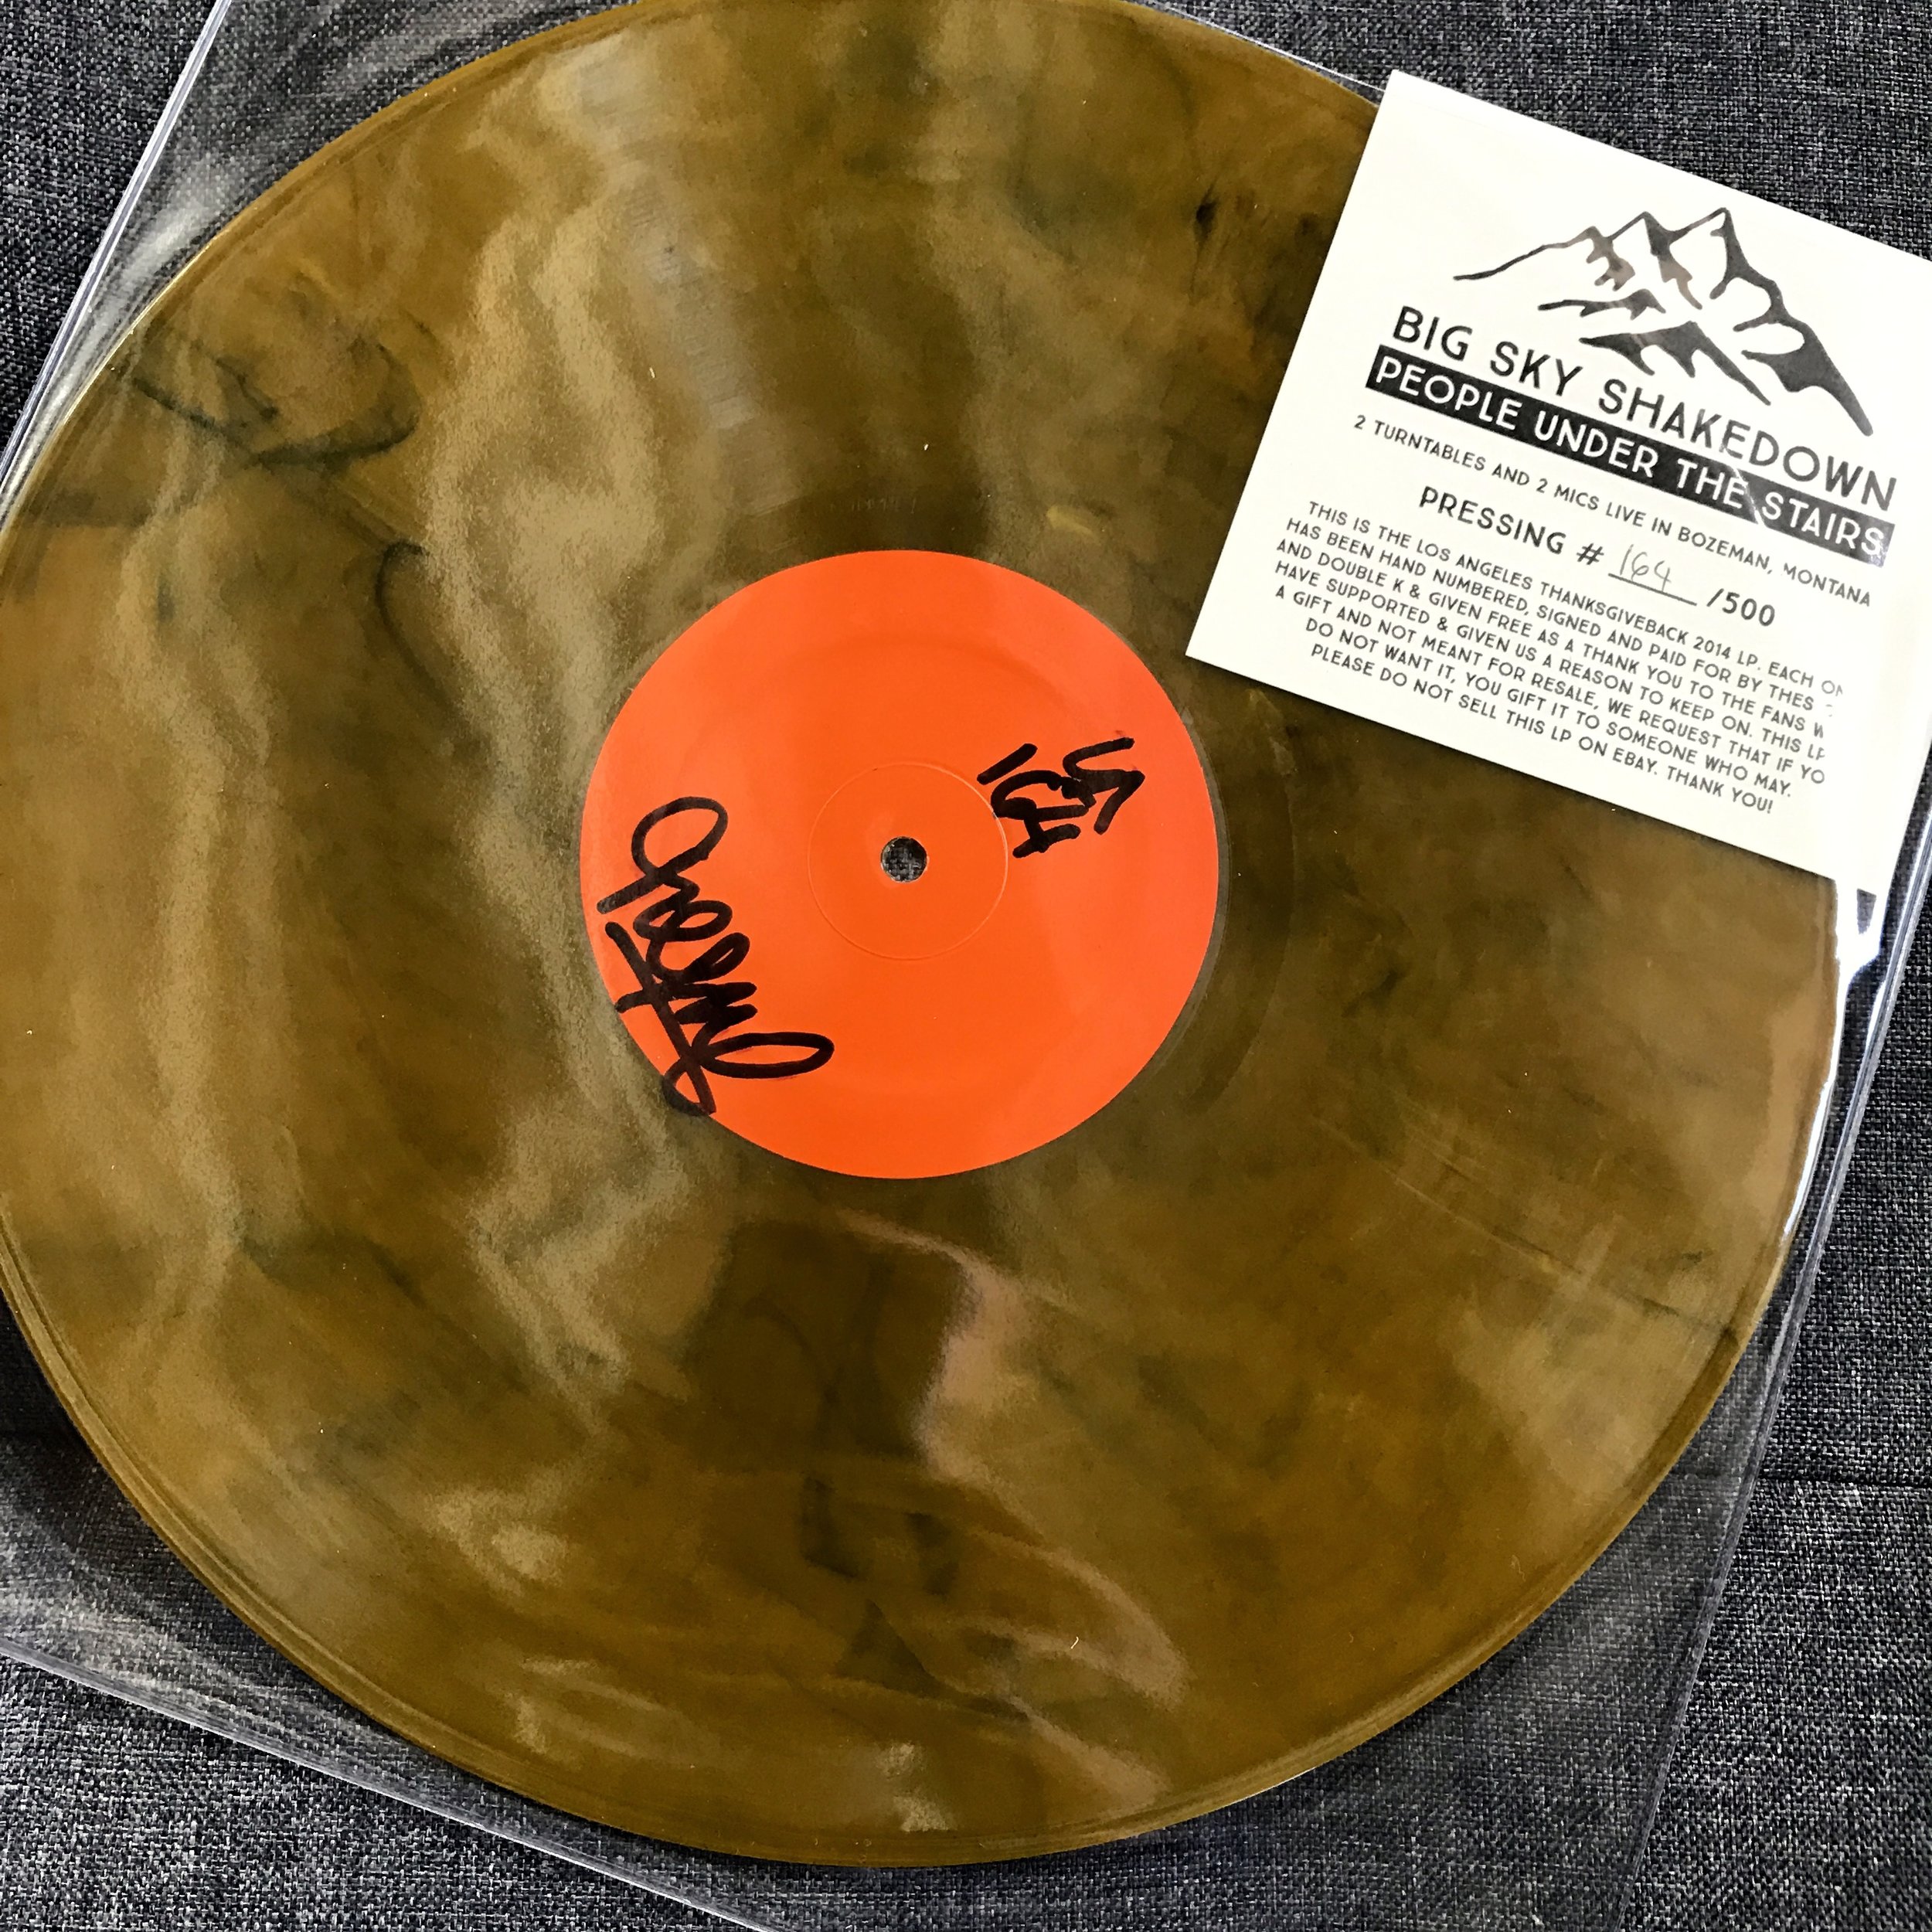 BIG SKY SHAKEDOWN
PEOPLE UNDER THE STAIRS
2 TURNTABLES AND 2 MICS LIVE IN BOZEMAN, MONTANA
PRESSING # 164 /500
THIS IS THE LOS ANGELES THANKSGIVEBACK 2014 LP. EACH ON
HAS BEEN HAND NUMBERED, SIGNED AND PAID FOR BY THES
AND DOUBLE K & GIVEN FREE AS A THANK YOU TO THE FANS W
HAVE SUPPORTED & GIVEN US A REASON TO KEEP ON. THIS LP
A GIFT AND NOT MEANT FOR RESALE, WE REQUEST THAT IF YO
DO NOT WANT IT, YOU GIFT IT TO SOMEONE WHO MAY.
PLEASE DO NOT SELL THIS LP ON EBAY. THANK YOU!